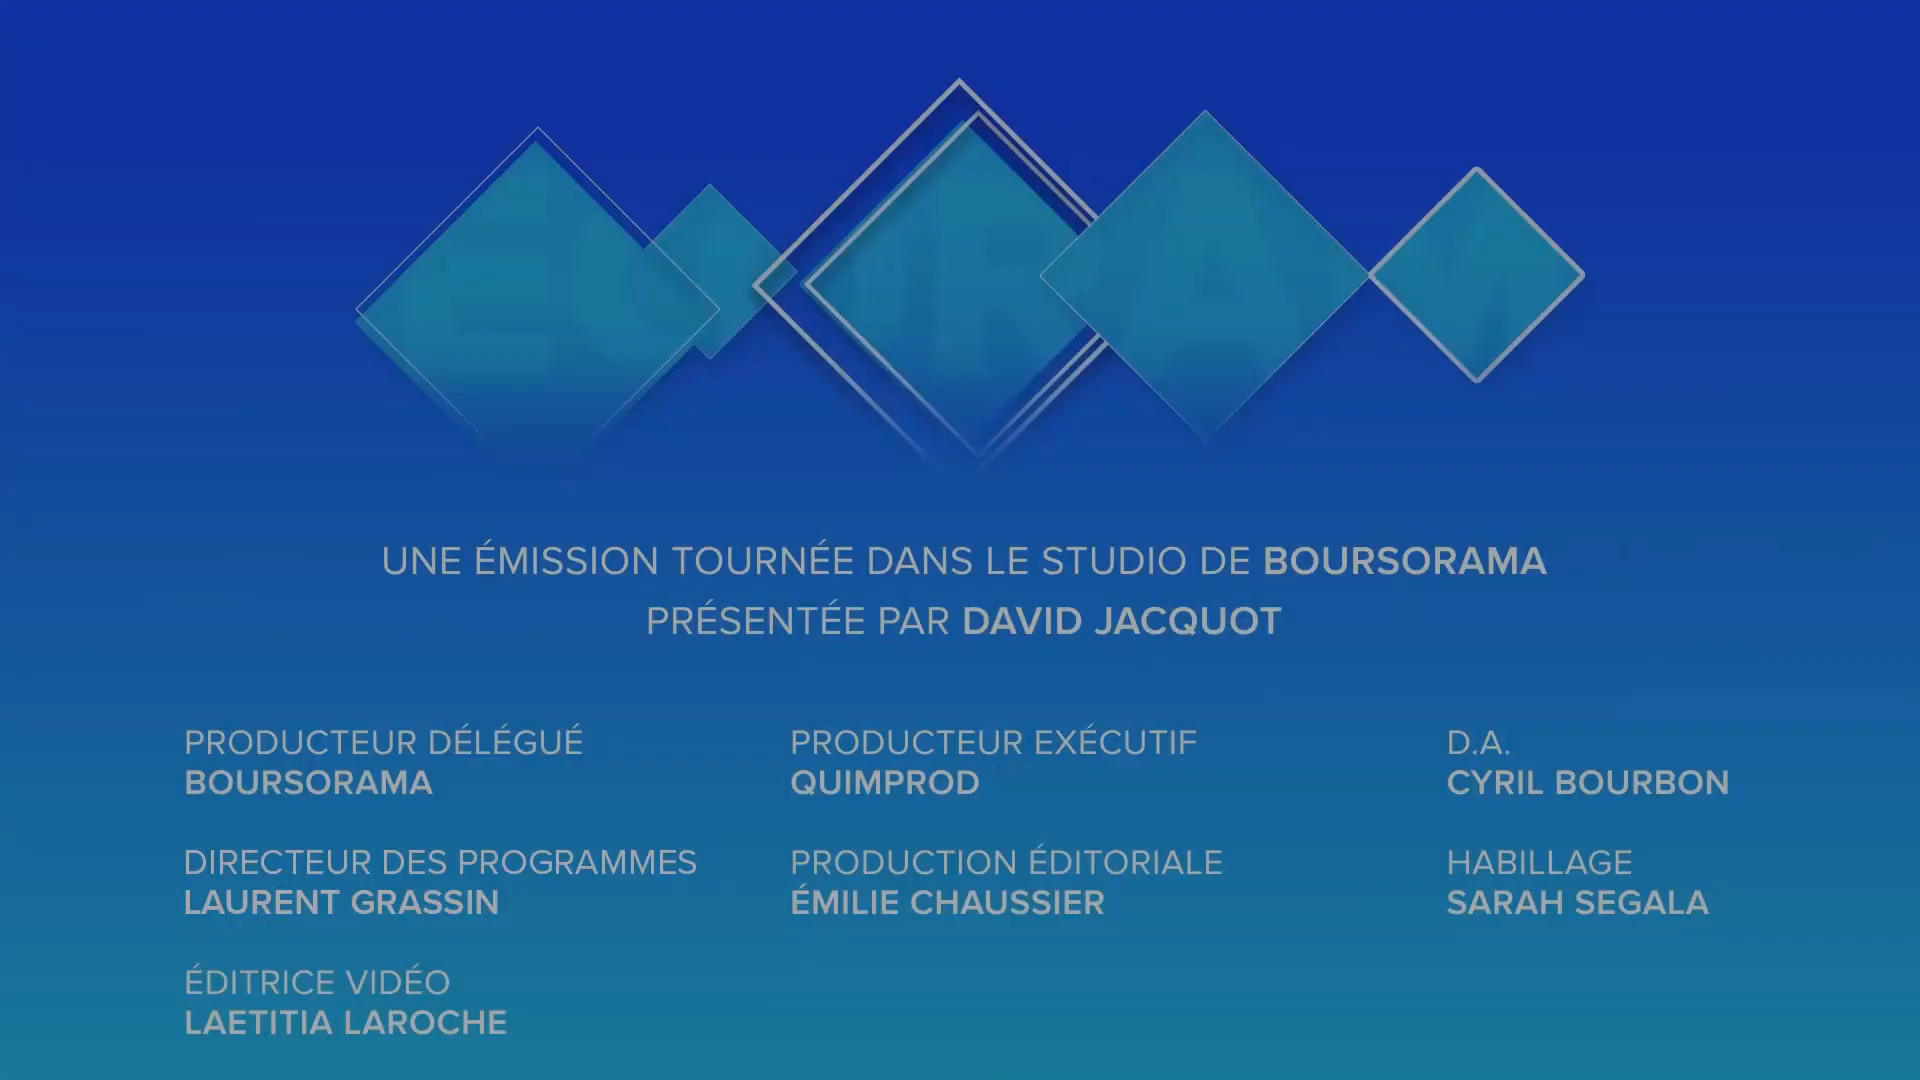 UNE ÉMISSION TOURNÉE DANS LE STUDIO DE BOURSORAMA
PRÉSENTÉE PAR DAVID JACQUOT
PRODUCTEUR DÉLÉGUÉ
BOURSORAMA
DIRECTEUR DES PROGRAMMES
LAURENT GRASSIN
ÉDITRICE VIDÉO
LAETITIA LAROCHE
PRODUCTEUR EXÉCUTIF
QUIMPROD
PRODUCTION ÉDITORIALE
ÉMILIE CHAUSSIER
D.A.
CYRIL BOURBON
HABILLAGE
SARAH SEGALA